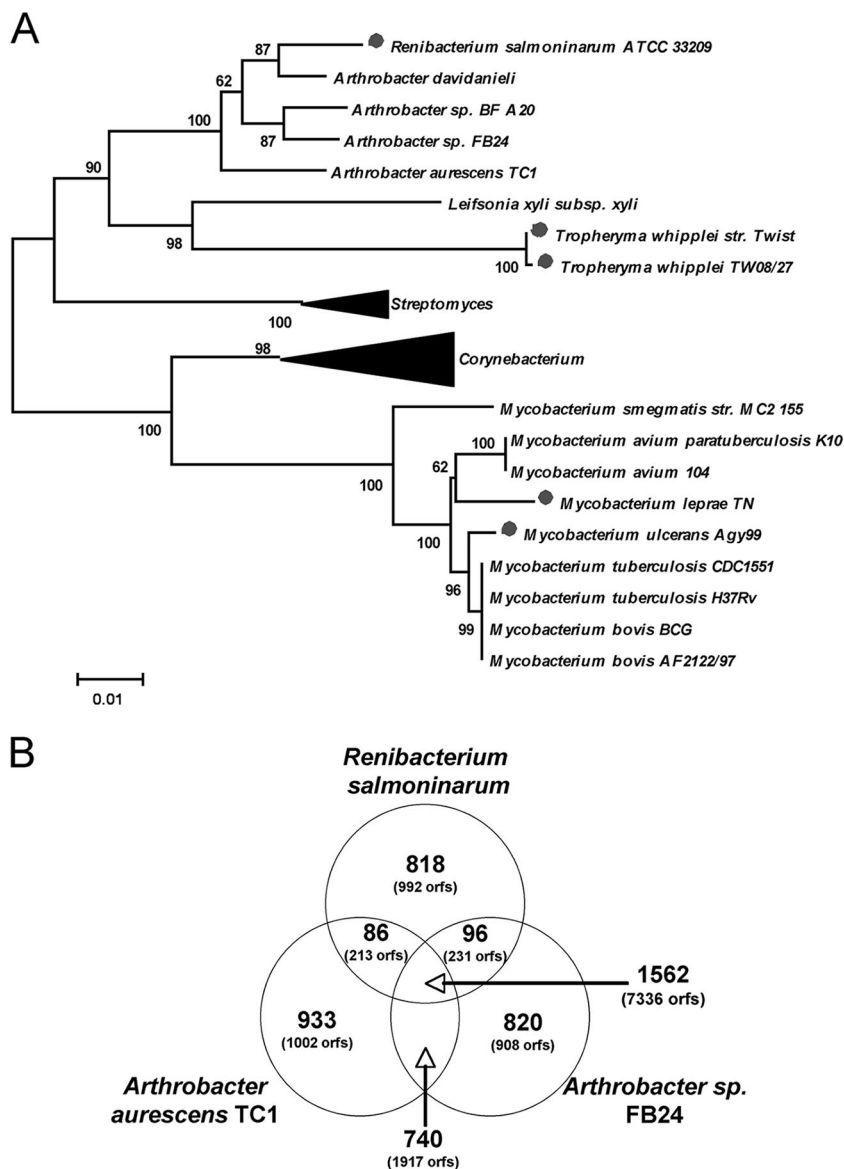 A
87
Renibacterium salmoninarum ATCC 33209
62
Arthrobacter davidanieli
Arthrobacter sp. BF A20
100
87
Arthrobacter sp. FB24
90
Arthrobacter aurescens TC1
Leifsonia xyli subsp. xyli
98
Tropheryma whipplei str. Twist
100
Tropheryma whipplei TW08/27
Streptomyces
100
98
Corynebacterium
100
Mycobacterium smegmatis str. MC2 155
100
Mycobacterium avium paratuberculosis K10
62
Mycobacterium avium 104
100
Mycobacterium leprae TN
100
Mycobacterium ulcerans Agy99
96
Mycobacterium tuberculosis CDC1551
Mycobacterium tuberculosis H37Rv
99
Mycobacterium bovis BCG
Mycobacterium bovis AF2122/97
0.01
B
Renibacterium
salmoninarum
818
(992 orfs)
86
(213 orfs)
96
(231 orfs)
1562
(7336 orfs)
933
(1002 orfs)
820
(908 orfs)
Arthrobacter
aurescens TC1
Arthrobacter sp.
FB24
740
(1917 orfs)